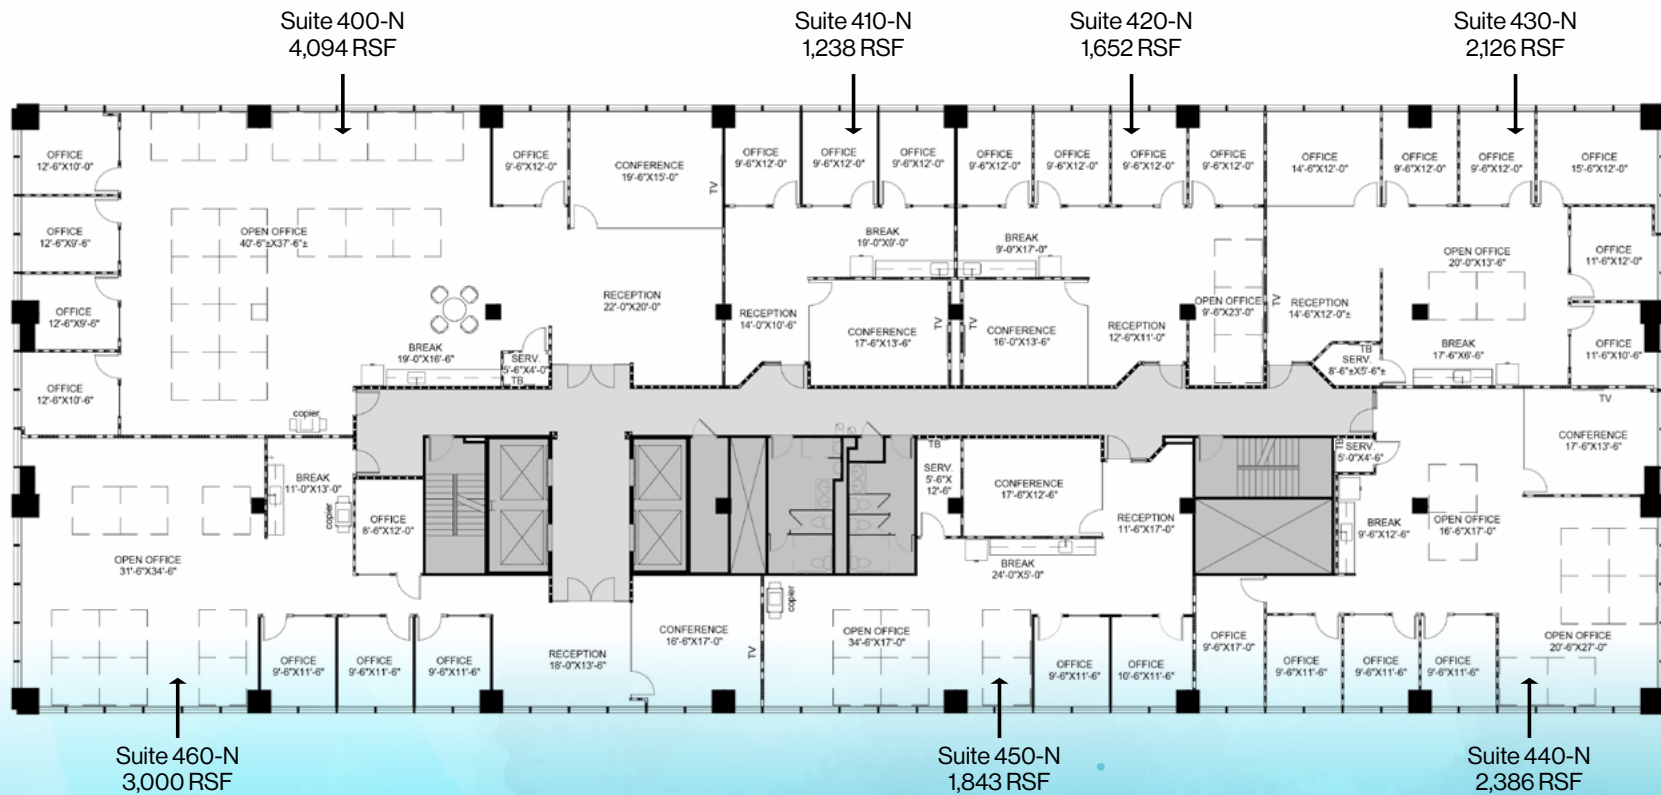 Suite 400-N
4,094 RSF
Suite 410-N
1,238 RSF
Suite 420-N
1,652 RSF
Suite 430-N
2,126 RSF
OFFICE
12'-6"X10'-0"
OFFICE
12'-6"X9'-6"
OFFICE
12'-6"X9'-6"
OFFICE
12'-6"X10'-6"
OPEN OFFICE
40'-6"±X37'-6"±
OFFICE
9'-6"X12'-0"
CONFERENCE
19'-6"X15'-0"
TV
RECEPTION
22'-0"X20'-0"
BREAK
19'-0"X16'-6"
SERV.
5'-6"X4'-0"
TB
copier
OFFICE
9'-6"X12'-0"
OFFICE
9'-6"X12'-0"
OFFICE
9'-6"X12'-0"
BREAK
19'-0"X9'-0"
RECEPTION
14'-0"X10'-6"
CONFERENCE
17'-6"X13'-6"
TV
OFFICE
9'-6"X12'-0"
OFFICE
9'-6"X12'-0"
OFFICE
9'-6"X12'-0"
OFFICE
9'-6"X12'-0"
BREAK
9'-0"X17'-0"
TV
CONFERENCE
16'-0"X13'-6"
RECEPTION
12'-6"X11'-0"
OPEN OFFICE
9'-6"X23'-0"
TV
OFFICE
14'-6"X12'-0"
OFFICE
9'-6"X12'-0"
OFFICE
9'-6"X12'-0"
OFFICE
15'-6"X12'-0"
OPEN OFFICE
20'-0"X13'-6"
OFFICE
11'-6"X12'-0"
RECEPTION
14'-6"X12'-0"±
TB
SERV.
8'-6"±X5'-6"±
BREAK
17'-6"X6'-6"
OFFICE
11'-6"X10'-6"
BREAK
11'-0"X13'-0"
copier
OFFICE
8'-6"X12'-0"
OPEN OFFICE
31'-6"X34'-6"
OFFICE
9'-6"X11'-6"
OFFICE
9'-6"X11'-6"
OFFICE
9'-6"X11'-6"
RECEPTION
18'-0"X13'-6"
CONFERENCE
16'-6"X17'-0"
TV
TB
SERV.
5'-6"X
12'-6"
CONFERENCE
17'-6"X12'-6"
RECEPTION
11'-6"X17'-0"
BREAK
24'-0"X5'-0"
copier
OPEN OFFICE
34'-6"X17'-0"
OFFICE
9'-6"X11'-6"
OFFICE
10'-6"X11'-6"
TB
SERV.
5'-0"X4'-6"
TV
CONFERENCE
17'-6"X13'-6"
BREAK
9'-6"X12'-6"
OPEN OFFICE
16'-6"X17'-0"
OFFICE
9'-6"X17'-0"
OFFICE
9'-6"X11'-6"
OFFICE
9'-6"X11'-6"
OFFICE
9'-6"X11'-6"
OPEN OFFICE
20'-6"X27'-0"
Suite 460-N
3,000 RSF
Suite 450-N
1,843 RSF
Suite 440-N
2,386 RSF